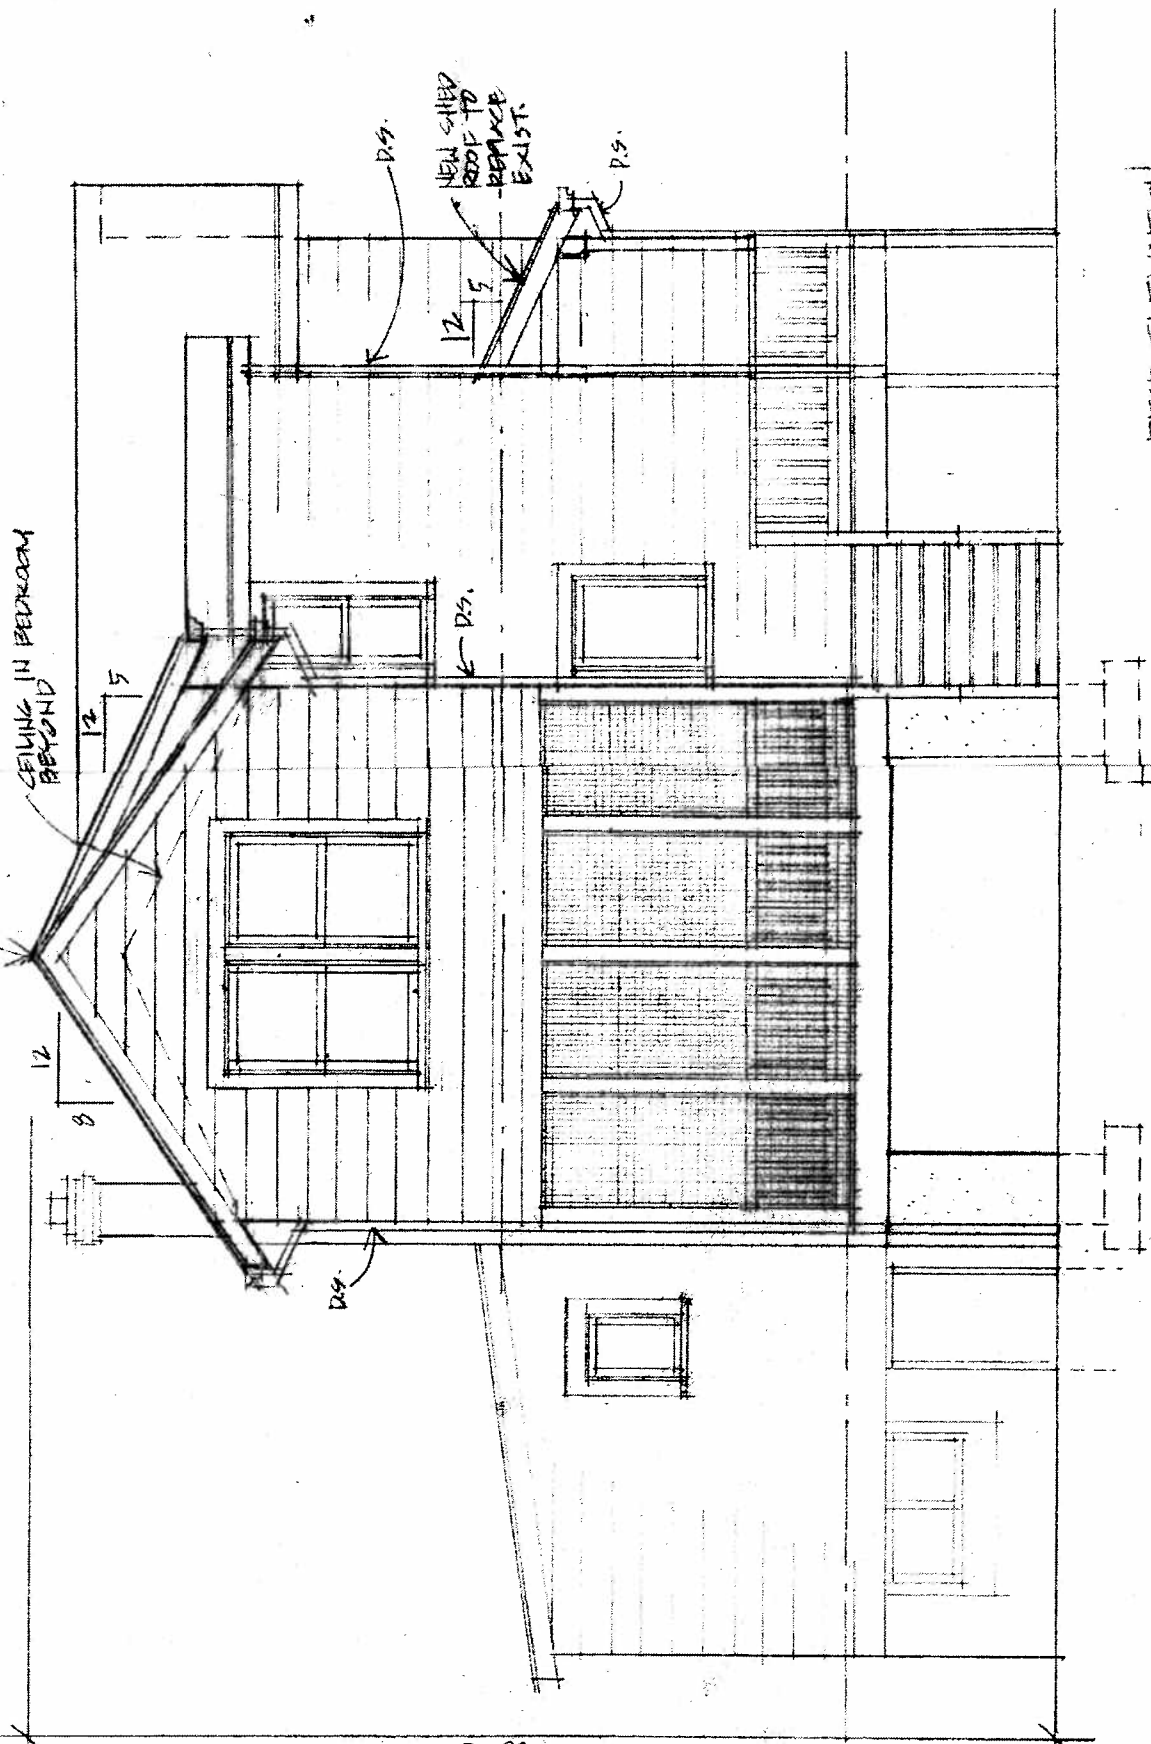 CEILING IN BEDROOM
BEYOND
12
5
12
8
D.S.
NEW SHED
ROOF TO
REPLACE
EXIST.
12
5
D.S.
D.S.
D.S.